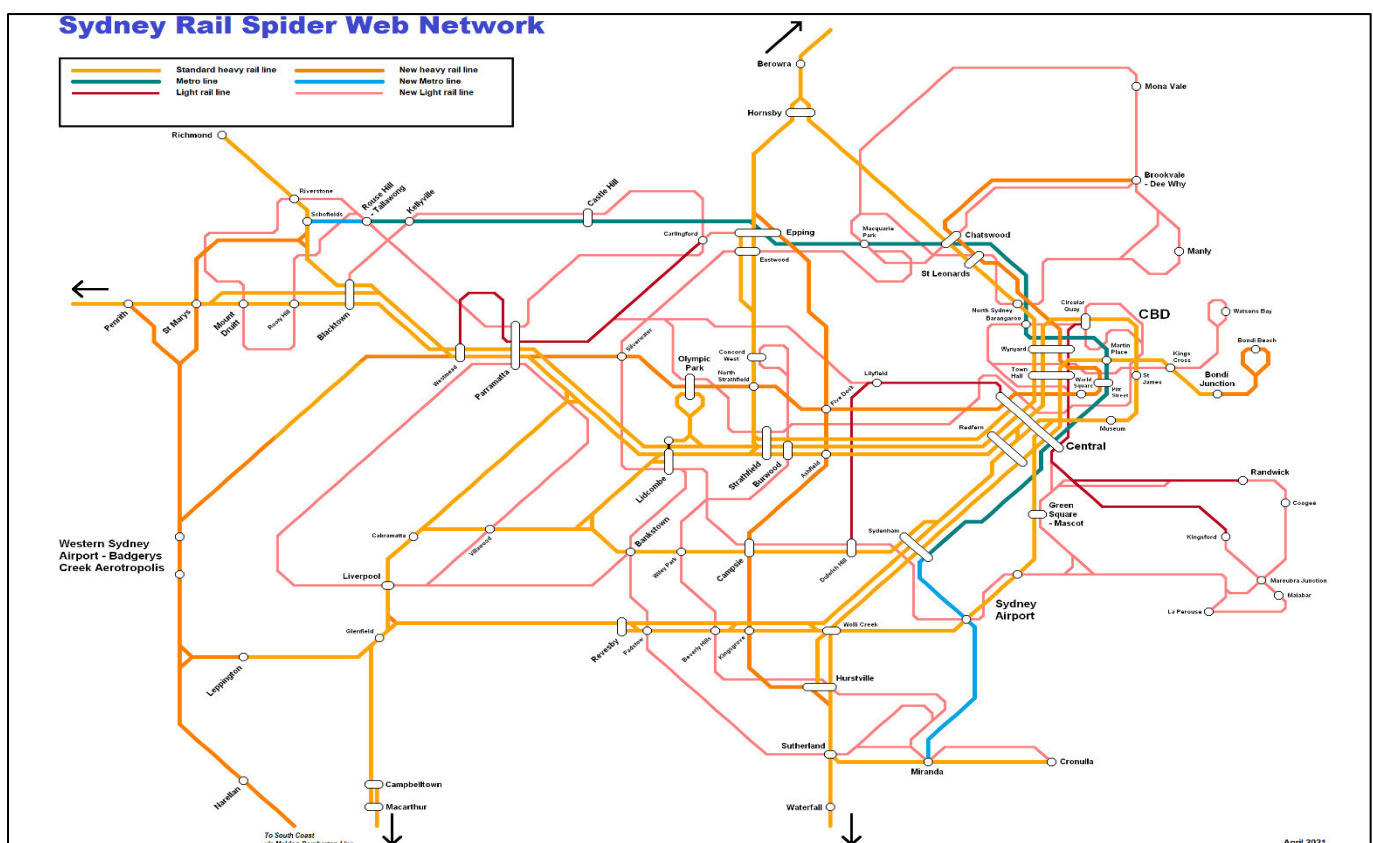 Sydney Rail Spider Web Network
Standard heavy rail line
New heavy rail line
Metro line
New Metro line
Light rail line
New Light rail line
Berowra
Mona Vale
Hornsby
Richmond
Riverstone
Rouse Hill
- Tallawong
Kellyville
Castle Hill
Schofields
Carlingford
Epping
Eastwood
Macquarie
Park
Chatswood
Brookvale
- Dee Why
Manly
St Leonards
Penrith
St Marys
Mount
Druitt
Rooty Hill
Blacktown
North Sydney
Barangaroo
Circular
Quay
CBD
Watsons Bay
Westmead
Parramatta
Silverwater
Olympic
Park
Concord
West
North
Strathfield
Lilyfield
Five Dock
Wynyard
Town
Hall
Martin
Place
World
Square
Pitt
Street
St
James
Kings
Cross
Bondi
Junction
Bondi Beach
Museum
Redfern
Central
Lidcombe
Strathfield
Burwood
Ashfield
Randwick
Coogee
Green
Square
- Mascot
Kingsford
Maroubra Junction
Malabar
La Perouse
Western Sydney
Airport - Badgerys
Creek Aerotropolis
Cabramatta
Villawood
Bankstown
Wiley Park
Campsie
Dulwich Hill
Sydenham
Liverpool
Sydney
Airport
Glenfield
Revesby
Padstow
Beverly Hills
Kingsgrove
Wolli Creek
Leppington
Hurstville
Narellan
Campbelltown
Macarthur
Sutherland
Miranda
Cronulla
Waterfall
To South Coast
April 2021